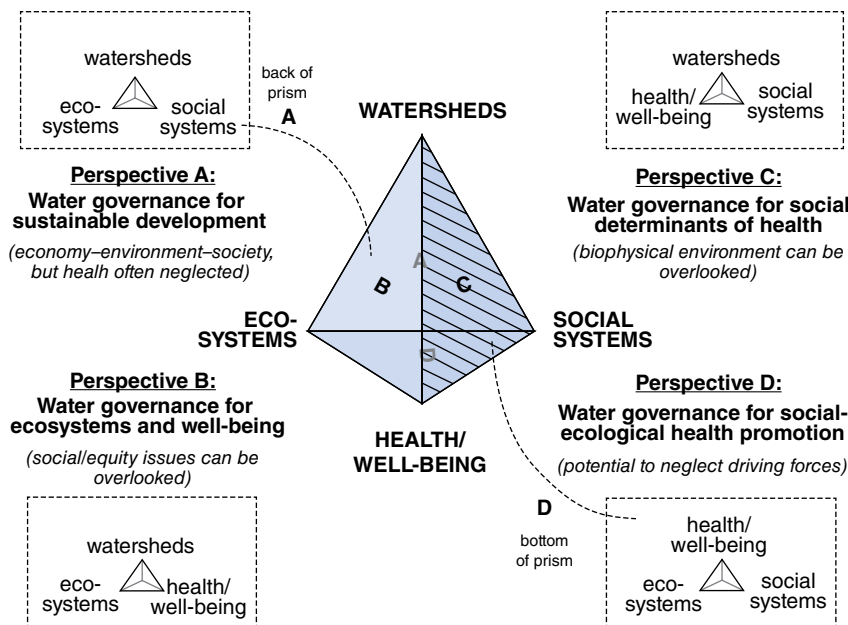 watersheds
eco-
systems
social
systems
back of
prism
A
WATERSHEDS
watersheds
health/
well-being
social
systems
Perspective A:
Water governance for
sustainable development
(economy–environment–society,
but healh often neglected)
Perspective C:
Water governance for social
determinants of health
(biophysical environment can be
overlooked)
A
B
C
ECO-
SYSTEMS
SOCIAL
SYSTEMS
D
Perspective B:
Water governance for
ecosystems and well-being
(social/equity issues can be
overlooked)
HEALTH/
WELL-BEING
Perspective D:
Water governance for social-
ecological health promotion
(potential to neglect driving forces)
D
bottom
of prism
watersheds
eco-
systems
health/
well-being
health/
well-being
eco-
systems
social
systems